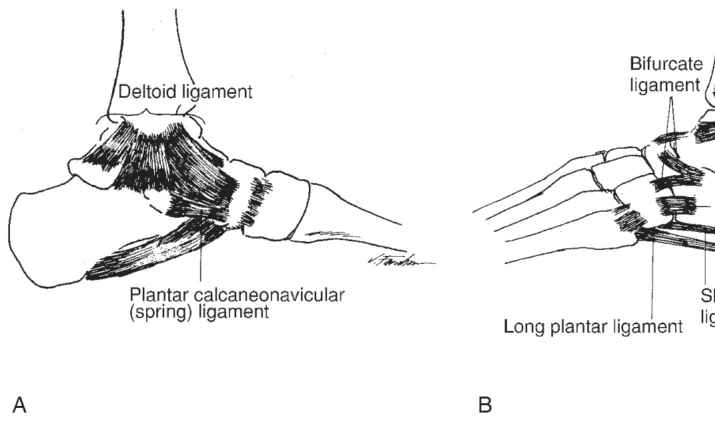 Deltoid ligament
Plantar calcaneonavicular
(spring) ligament
A
Bifurcate
ligament
Long plantar ligament
B